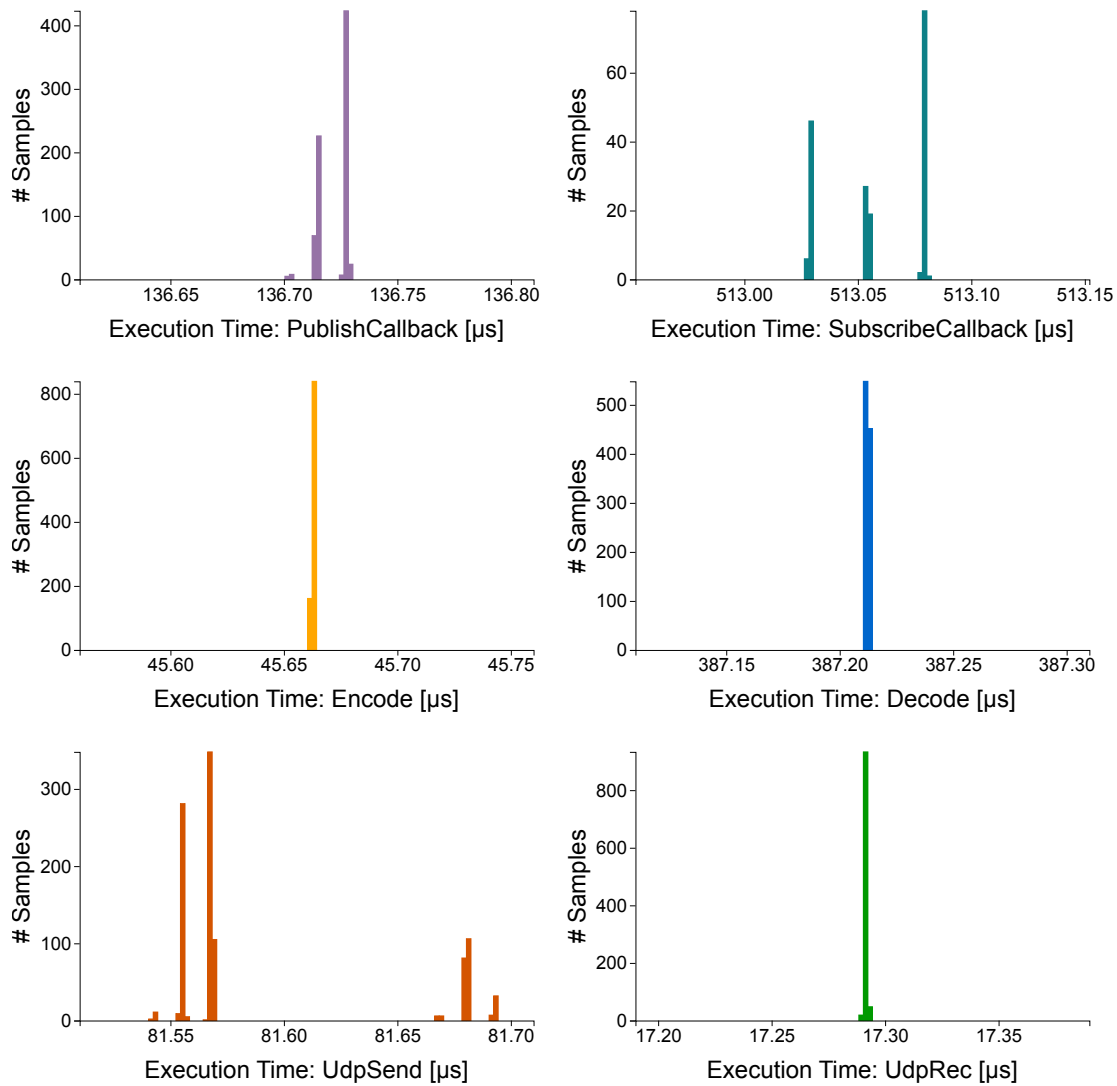 400
300
200
100
0
# Samples
136.65 136.70 136.75 136.80
Execution Time: PublishCallback [µs]
60
40
20
0
# Samples
513.00 513.05 513.10 513.15
Execution Time: SubscribeCallback [µs]
800
600
400
200
0
# Samples
45.60 45.66 45.70 45.76
Execution Time: Encode [µs]
500
400
300
200
100
0
# Samples
387.15 387.20 387.25 387.30
Execution Time: Decode [µs]
300
200
100
0
# Samples
81.55 81.60 81.66 81.70
Execution Time: UdpSend [µs]
800
600
400
200
0
# Samples
17.20 17.25 17.30 17.35
Execution Time: UdpRec [µs]